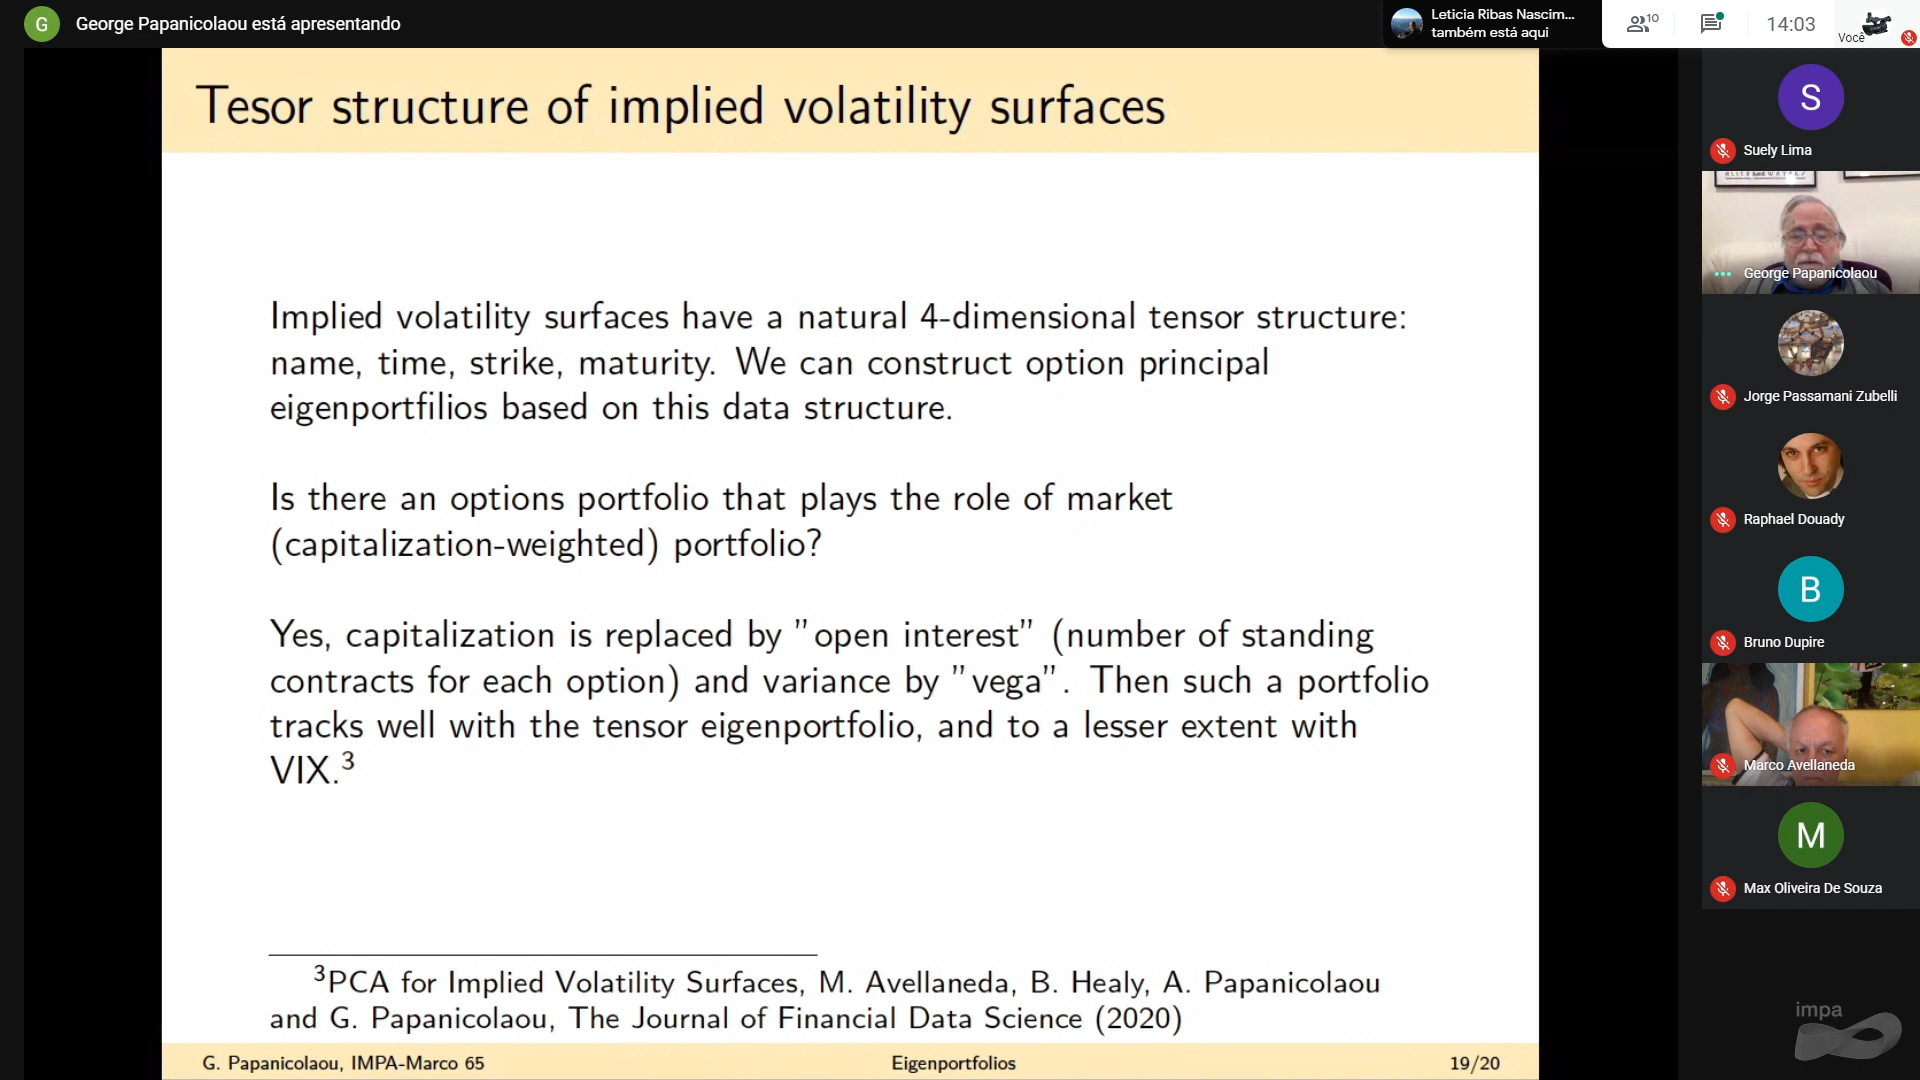 G
George Papanicolaou está apresentando
Leticia Ribas Nascim...
também está aqui
10
14:03
Você
Tesor structure of implied volatility surfaces
Implied volatility surfaces have a natural 4-dimensional tensor structure:
name, time, strike, maturity. We can construct option principal
eigenportfilios based on this data structure.
Is there an options portfolio that plays the role of market
(capitalization-weighted) portfolio?
Yes, capitalization is replaced by ”open interest” (number of standing
contracts for each option) and variance by ”vega”. Then such a portfolio
tracks well with the tensor eigenportfolio, and to a lesser extent with
VIX.³
³PCA for Implied Volatility Surfaces, M. Avellaneda, B. Healy, A. Papanicolaou
and G. Papanicolaou, The Journal of Financial Data Science (2020)
G. Papanicolaou, IMPA-Marco 65
Eigenportfolios
19/20
S
Suely Lima
George Papanicolaou
Jorge Passamani Zubelli
Raphael Douady
B
Bruno Dupire
Marco Avellaneda
M
Max Oliveira De Souza
impa